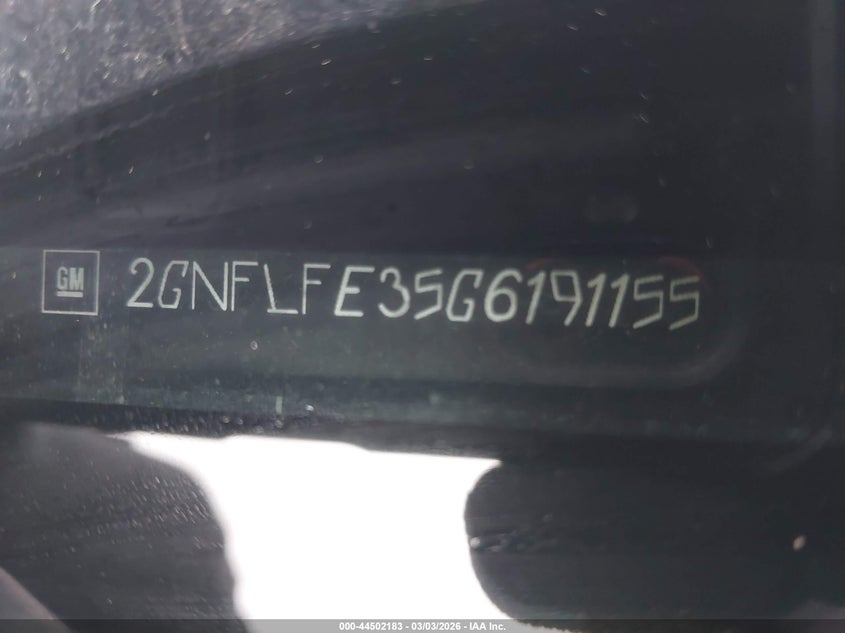 GM 2GNFLFE35G6191155
000-44502183 - 03/03/2026 - IAA Inc.